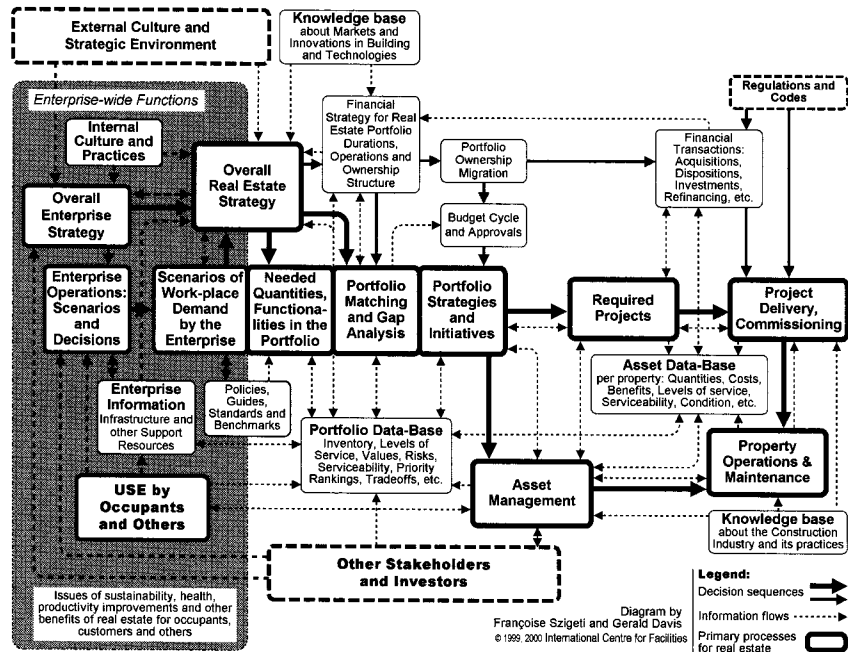 External Culture and
Strategic Environment
Knowledge base
about Markets and
Innovations in Building
and Technologies
Regulations and
Codes
Enterprise-wide Functions
Internal
Culture and
Practices
Overall
Enterprise
Strategy
Overall
Real Estate
Strategy
Financial
Strategy for Real
Estate Portfolio
Durations,
Operations and
Ownership
Structure
Portfolio
Ownership
Migration
Budget Cycle
and Approvals
Financial
Transactions:
Acquisitions,
Dispositions,
Investments,
Refinancing, etc.
Enterprise
Operations:
Scenarios
and
Decisions
Scenarios of
Work-place
Demand
by the
Enterprise
Needed
Quantities,
Functiona-
lities in the
Portfolio
Portfolio
Matching
and Gap
Analysis
Portfolio
Strategies
and
Initiatives
Required
Projects
Project
Delivery,
Commissioning
Enterprise
Information
Infrastructure and
other Support
Resources
Policies,
Guides,
Standards and
Benchmarks
Portfolio Data-Base
Inventory, Levels of
Service, Values, Risks,
Serviceability, Priority
Rankings, Tradeoffs, etc.
Asset Data-Base
per property: Quantities, Costs,
Benefits, Levels of service,
Serviceability, Condition, etc.
USE by
Occupants
and Others
Asset
Management
Property
Operations &
Maintenance
Knowledge base
about the Construction
Industry and its practices
Other Stakeholders
and Investors
Issues of sustainability, health,
productivity improvements and other
benefits of real estate for occupants,
customers and others
Diagram by
Françoise Szigeti and Gerald Davis
© 1999, 2000 International Centre for Facilities
Legend:
Decision sequences
Information flows
Primary processes
for real estate